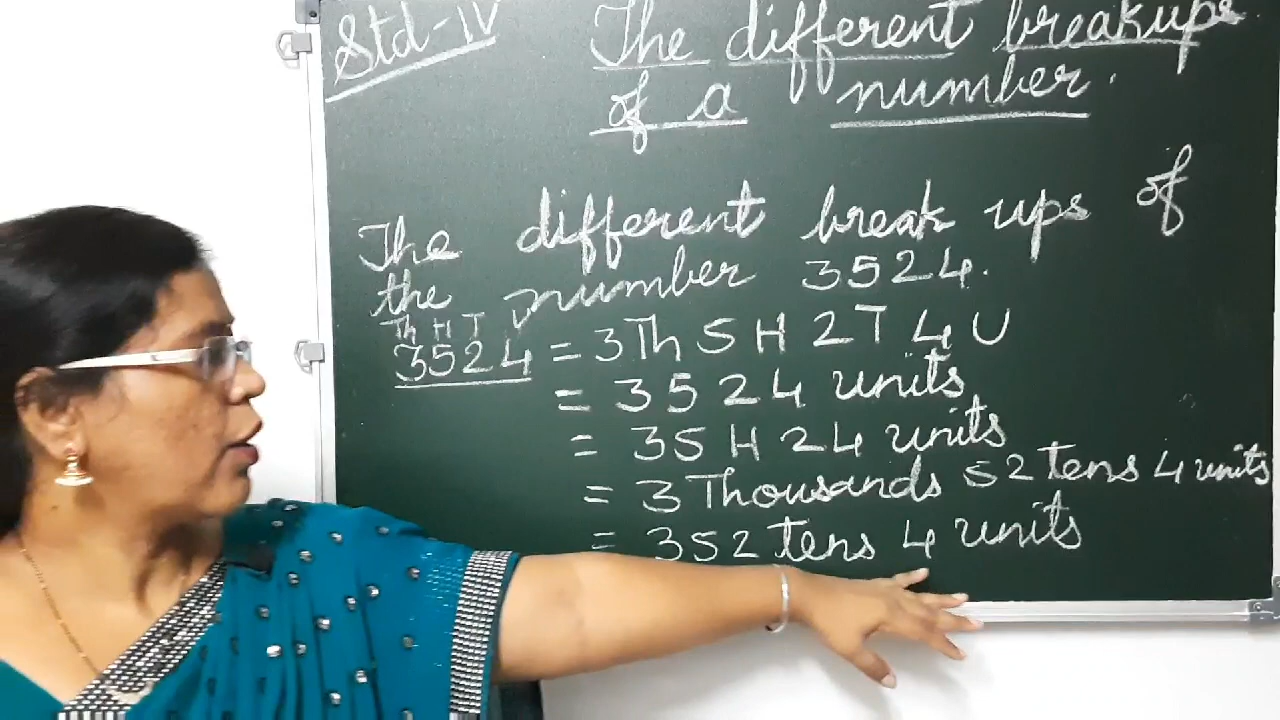 Std-IV
The different breakups
of a number.
The different break ups of
the number 3524.
Th H T U
3524 = 3Th 5 H 2 T 4 U
= 3524 units
= 35 H 24 units
= 3 Thousands 52 tens 4 units
= 352 tens 4 units